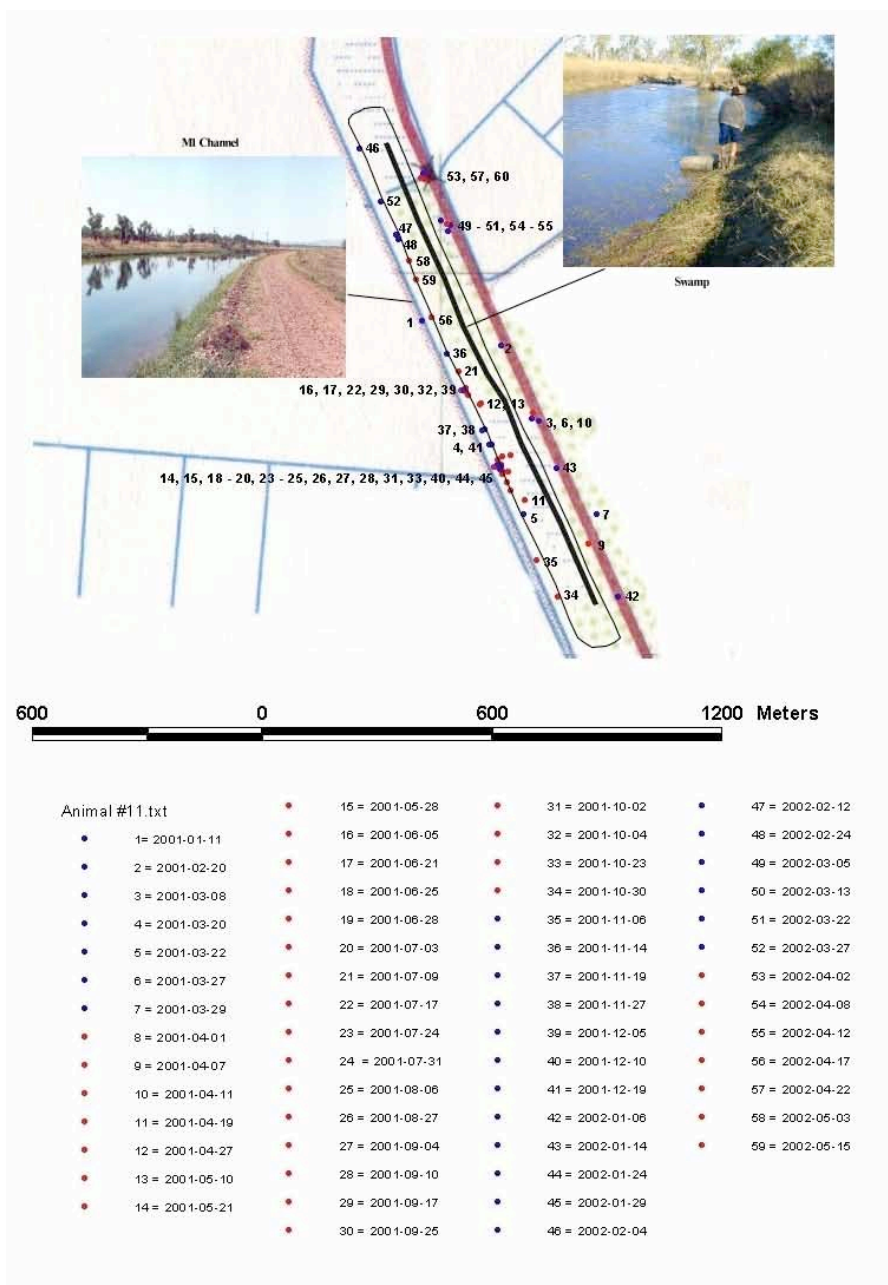 M1 Channel
46
53, 57, 60
52
47
49 - 51, 54 - 55
48
58
Swamp
59
1
56
2
36
21
16, 17, 22, 29, 30, 32, 39
12, 13
3, 6, 10
37, 38
4, 41
43
14, 15, 18 - 20, 23 - 25, 26, 27, 28, 31, 33, 40, 44, 45
11
5
7
9
35
34
42
600 0 600 1200 Meters
Animal #11.txt
1= 2001-01-11
2 = 2001-02-20
3 = 2001-03-08
4 = 2001-03-20
5 = 2001-03-22
6 = 2001-03-27
7 = 2001-03-29
8 = 2001-04-01
9 = 2001-04-07
10 = 2001-04-11
11 = 2001-04-19
12 = 2001-04-27
13 = 2001-05-10
14 = 2001-05-21
15 = 2001-05-28
16 = 2001-06-05
17 = 2001-06-21
18 = 2001-06-25
19 = 2001-06-28
20 = 2001-07-03
21 = 2001-07-09
22 = 2001-07-17
23 = 2001-07-24
24 = 2001-07-31
25 = 2001-08-06
26 = 2001-08-27
27 = 2001-09-04
28 = 2001-09-10
29 = 2001-09-17
30 = 2001-09-25
31 = 2001-10-02
32 = 2001-10-04
33 = 2001-10-23
34 = 2001-10-30
35 = 2001-11-06
36 = 2001-11-14
37 = 2001-11-19
38 = 2001-11-27
39 = 2001-12-05
40 = 2001-12-10
41 = 2001-12-19
42 = 2002-01-06
43 = 2002-01-14
44 = 2002-01-24
45 = 2002-01-29
46 = 2002-02-04
47 = 2002-02-12
48 = 2002-02-24
49 = 2002-03-05
50 = 2002-03-13
51 = 2002-03-22
52 = 2002-03-27
53 = 2002-04-02
54 = 2002-04-08
55 = 2002-04-12
56 = 2002-04-17
57 = 2002-04-22
58 = 2002-05-03
59 = 2002-05-15